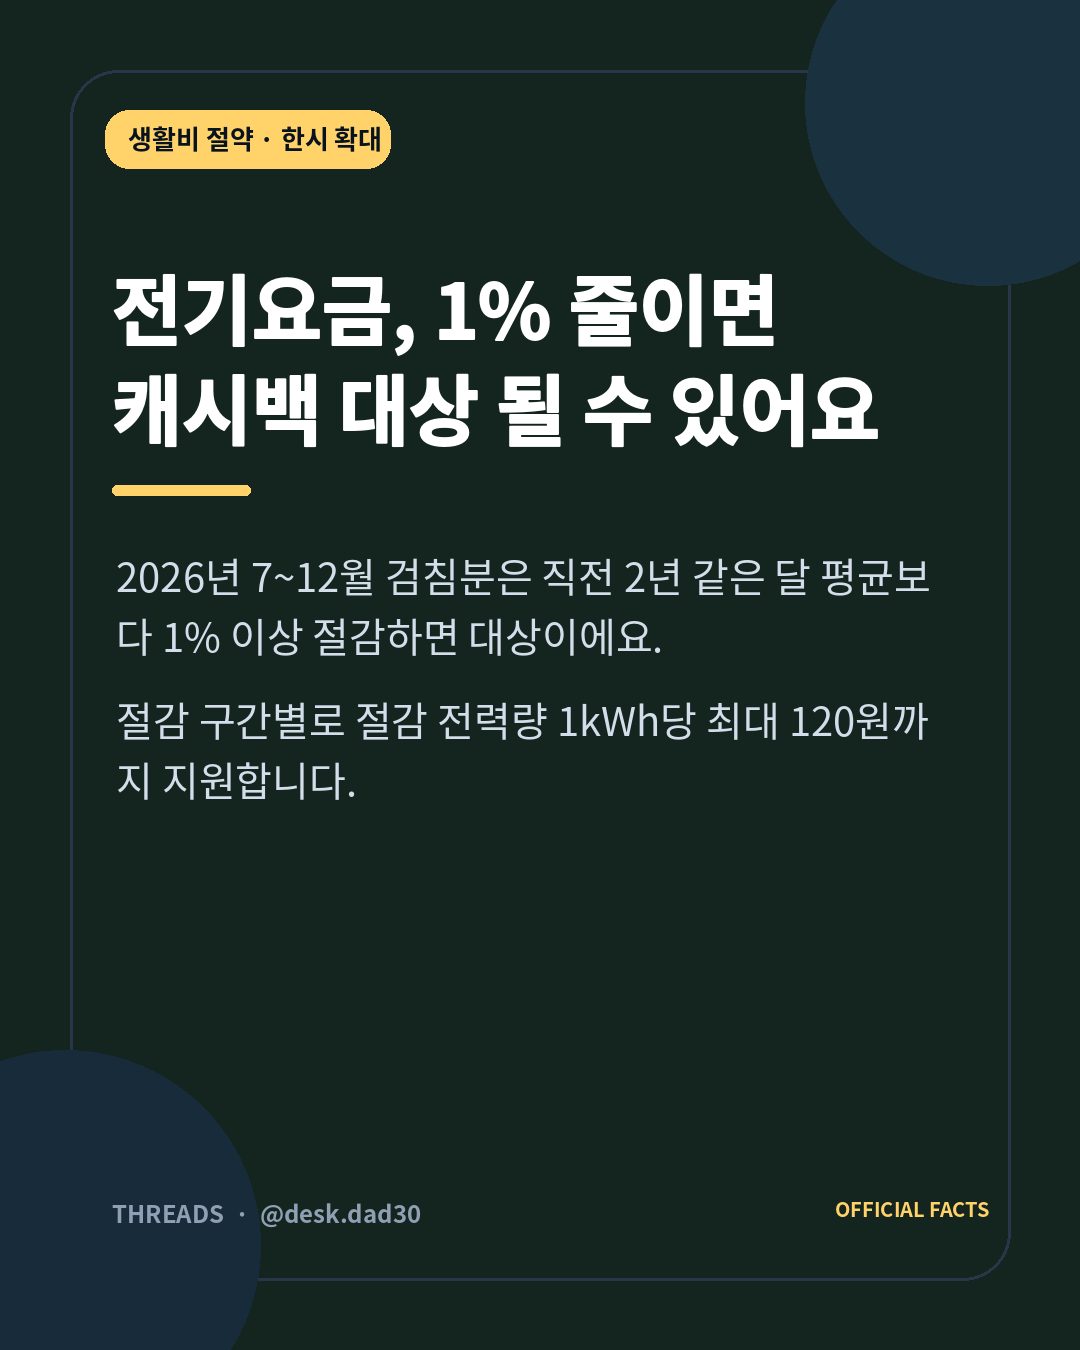 생활비 절약 · 한시 확대
전기요금, 1% 줄이면
캐시백 대상 될 수 있어요
2026년 7~12월 검침분은 직전 2년 같은 달 평균보
다 1% 이상 절감하면 대상이에요.
절감 구간별로 절감 전력량 1kWh당 최대 120원까
지 지원합니다.
THREADS · @desk.dad30
OFFICIAL FACTS